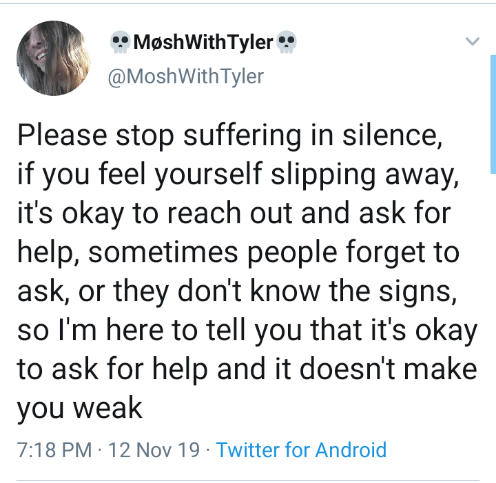 💀MøshWithTyler💀
@MoshWithTyler
Please stop suffering in silence,
if you feel yourself slipping away,
it's okay to reach out and ask for
help, sometimes people forget to
ask, or they don't know the signs,
so I'm here to tell you that it's okay
to ask for help and it doesn't make
you weak
7:18 PM · 12 Nov 19 · Twitter for Android